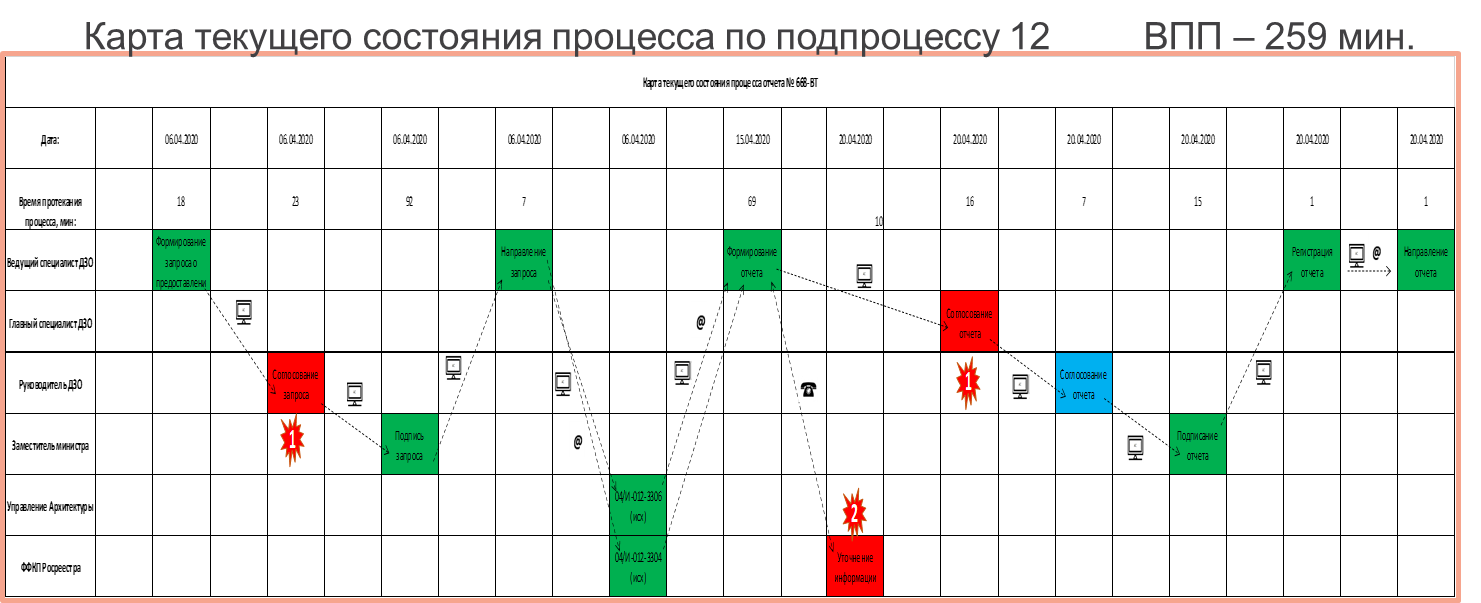 Карта текущего состояния процесса по подпроцессу 12 ВПП – 259 мин.
Карта текущего состояния процесса отчета № 668-ВТ
Дата: 06.04.2020 06.04.2020 06.04.2020 06.04.2020 06.04.2020 15.04.2020 20.04.2020 20.04.2020 20.04.2020 20.04.2020 20.04.2020 20.04.2020
Время протекания
процесса, мин:
18 23 92 7 69 10 16 7 15 1 1
Ведущий специалист ДЗО
Формирование
запроса о
предоставлени
Направление
запроса
Формирование
отчета
Регистрация
отчета
@
Направление
отчета
Главный специалист ДЗО
@
Согласование
отчета
Руководитель ДЗО
Согласование
запроса
1
Согласование
отчета
Заместитель министра
1
Подпись
запроса
@
Подписание
отчета
Управление Архитектуры
04/И-012-3306
(исх)
2
ФФКП Росреестра
04/И-012-3304
(исх)
Уточнение
информации